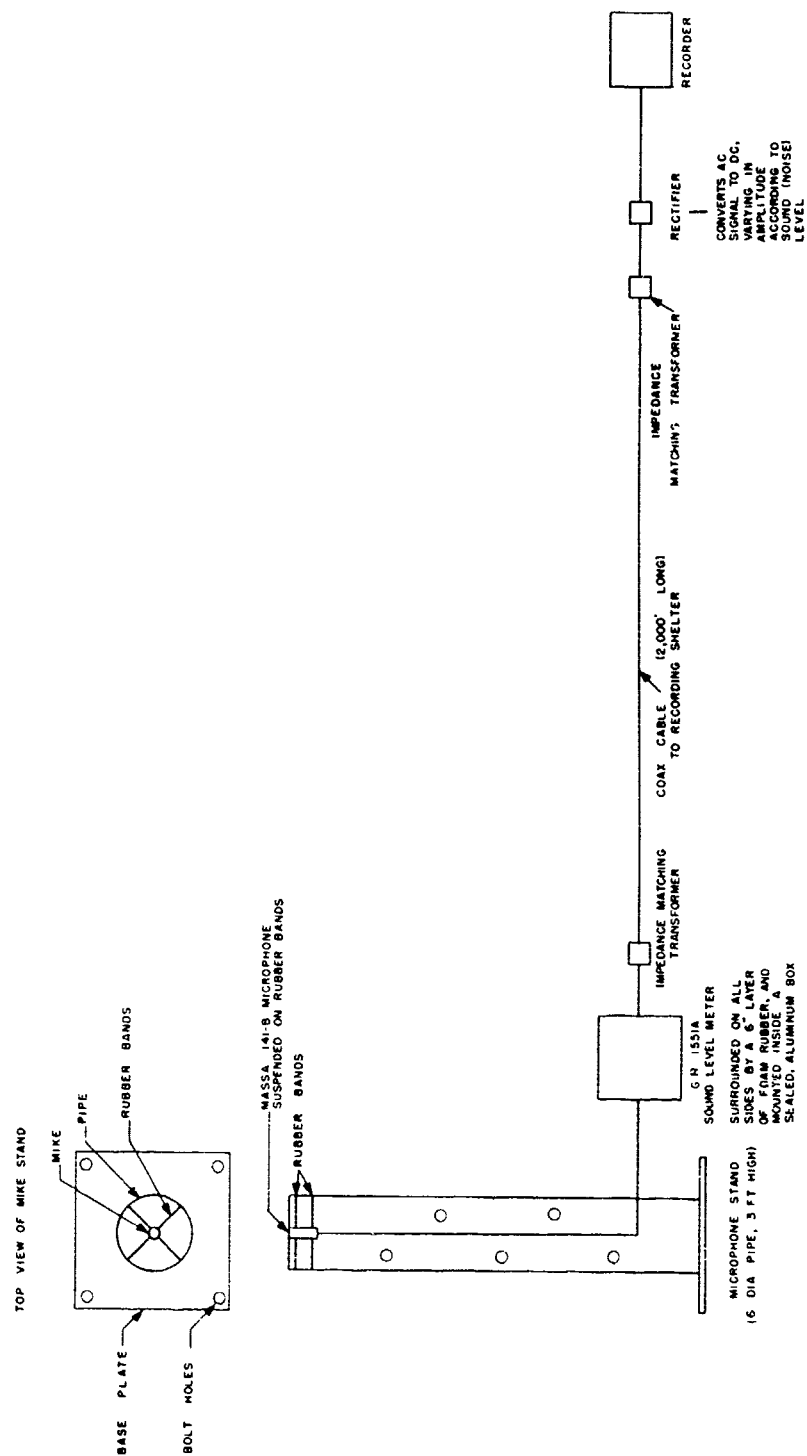 TOP VIEW OF MIKE STAND
MIKE
PIPE
RUBBER BANDS
BASE PLATE
BOLT HOLES
MASSA 141-B MICROPHONE
SUSPENDED ON RUBBER BANDS
RUBBER BANDS
MICROPHONE STAND
(6 DIA PIPE, 3 FT HIGH)
G R 1551A
SOUND LEVEL METER
SURROUNDED ON ALL
SIDES BY A 6" LAYER
OF FOAM RUBBER, AND
MOUNTED INSIDE A
SEALED, ALUMINUM BOX
IMPEDANCE MATCHING
TRANSFORMER
COAX CABLE (2,000' LONG)
TO RECORDING SHELTER
IMPEDANCE
MATCHING TRANSFORMER
RECTIFIER
CONVERTS AC
SIGNAL TO DC,
VARYING IN
AMPLITUDE
ACCORDING TO
SOUND (NOISE)
LEVEL
RECORDER